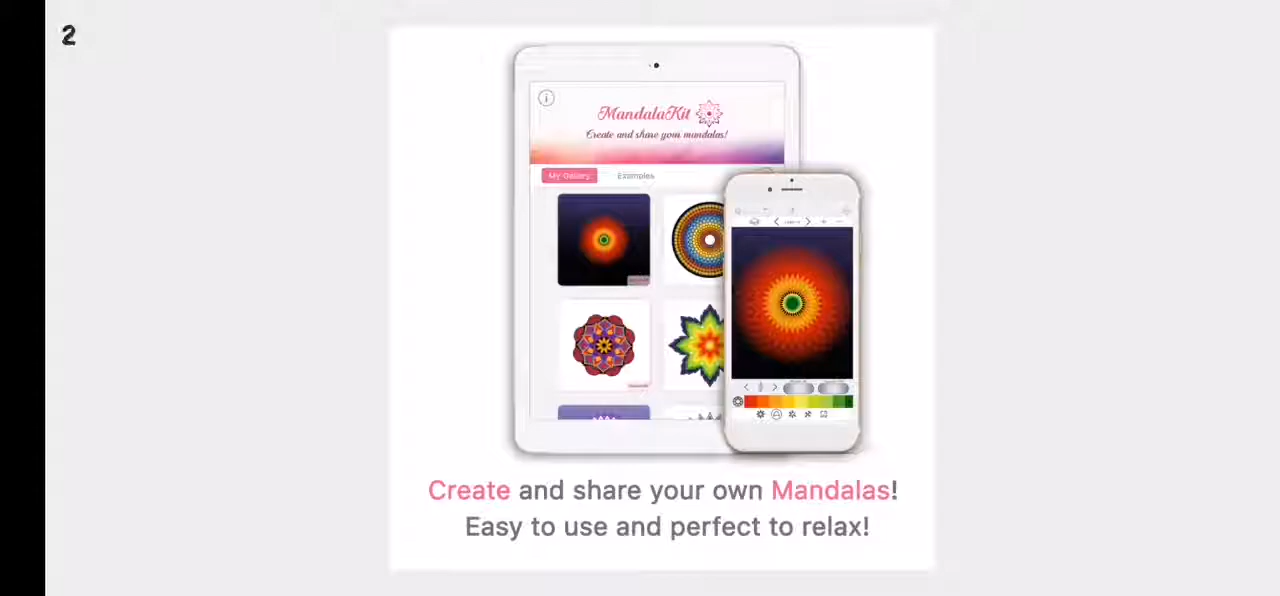 2
MandalaKit
Create and share your mandalas!
My Gallery
Examples
Create and share your own Mandalas!
Easy to use and perfect to relax!